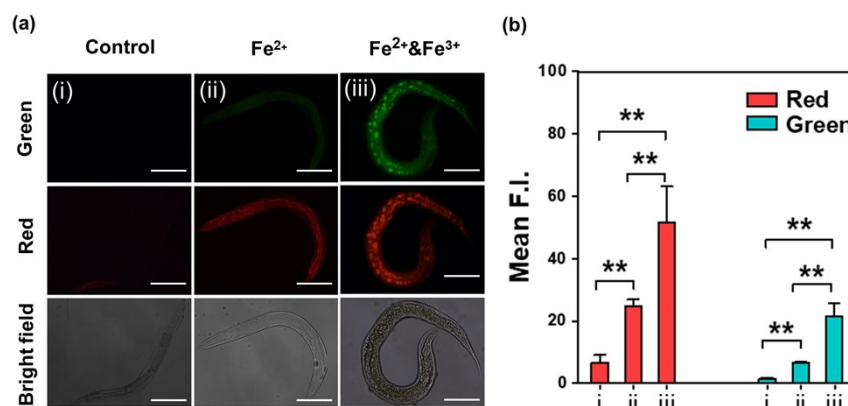 (a)
Control
Fe²⁺
Fe²⁺&Fe³⁺
Green
(i)
(ii)
(iii)
Red
Bright field
(b)
Mean F.I.
100
80
60
40
20
0
Red
Green
**
**
**
**
**
**
i
ii
iii
i
ii
iii